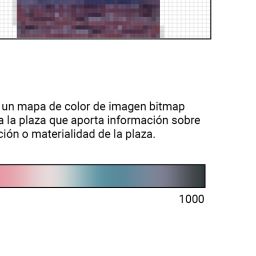 un mapa de color de imagen bitmap
a la plaza que aporta información sobre
ción o materialidad de la plaza.
1000